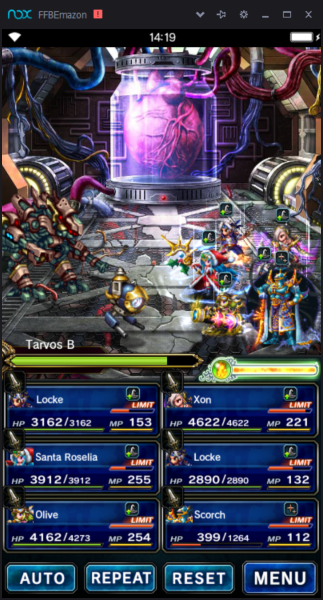 nox FFBEmazon
14:19
Tarvos B
Locke LIMIT
HP 3162/3162 MP 153
Xon LIMIT
HP 4622/4622 MP 221
Santa Roselia LIMIT
HP 3912/3912 MP 255
Locke LIMIT
HP 2890/2890 MP 132
Olive LIMIT
HP 4162/4273 MP 254
Scorch LIMIT
HP 399/1264 MP 112
AUTO REPEAT RESET MENU